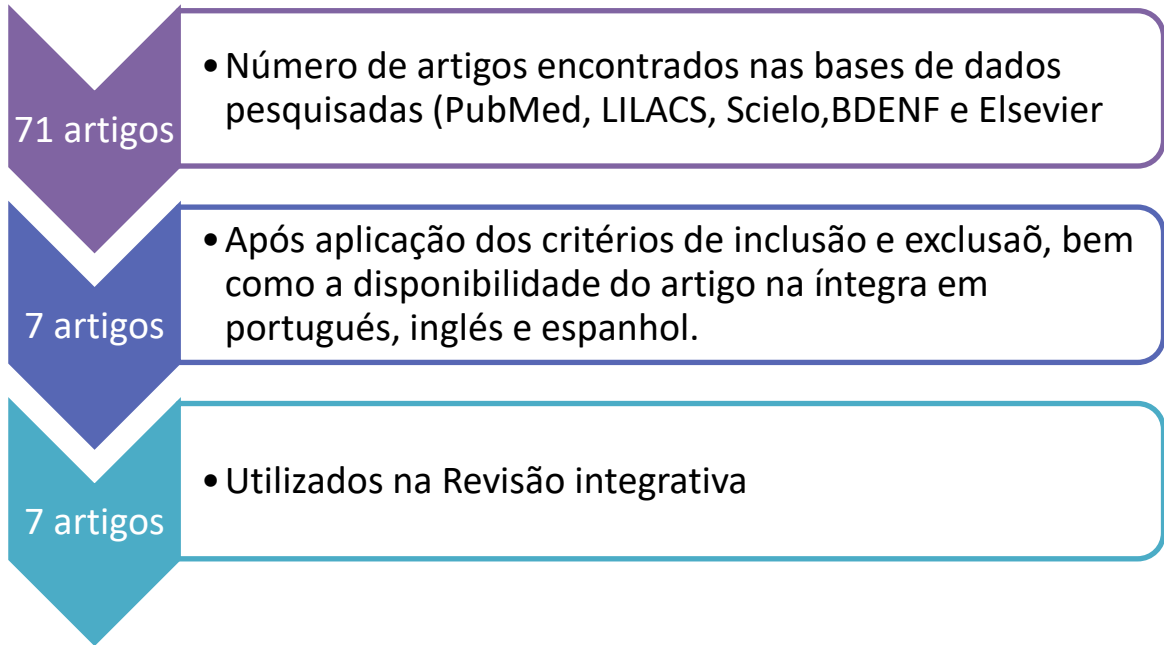 71 artigos
• Número de artigos encontrados nas bases de dados
pesquisadas (PubMed, LILACS, Scielo,BDENF e Elsevier
7 artigos
• Após aplicação dos critérios de inclusão e exclusaõ, bem
como a disponibilidade do artigo na íntegra em
portugués, inglés e espanhol.
7 artigos
• Utilizados na Revisão integrativa